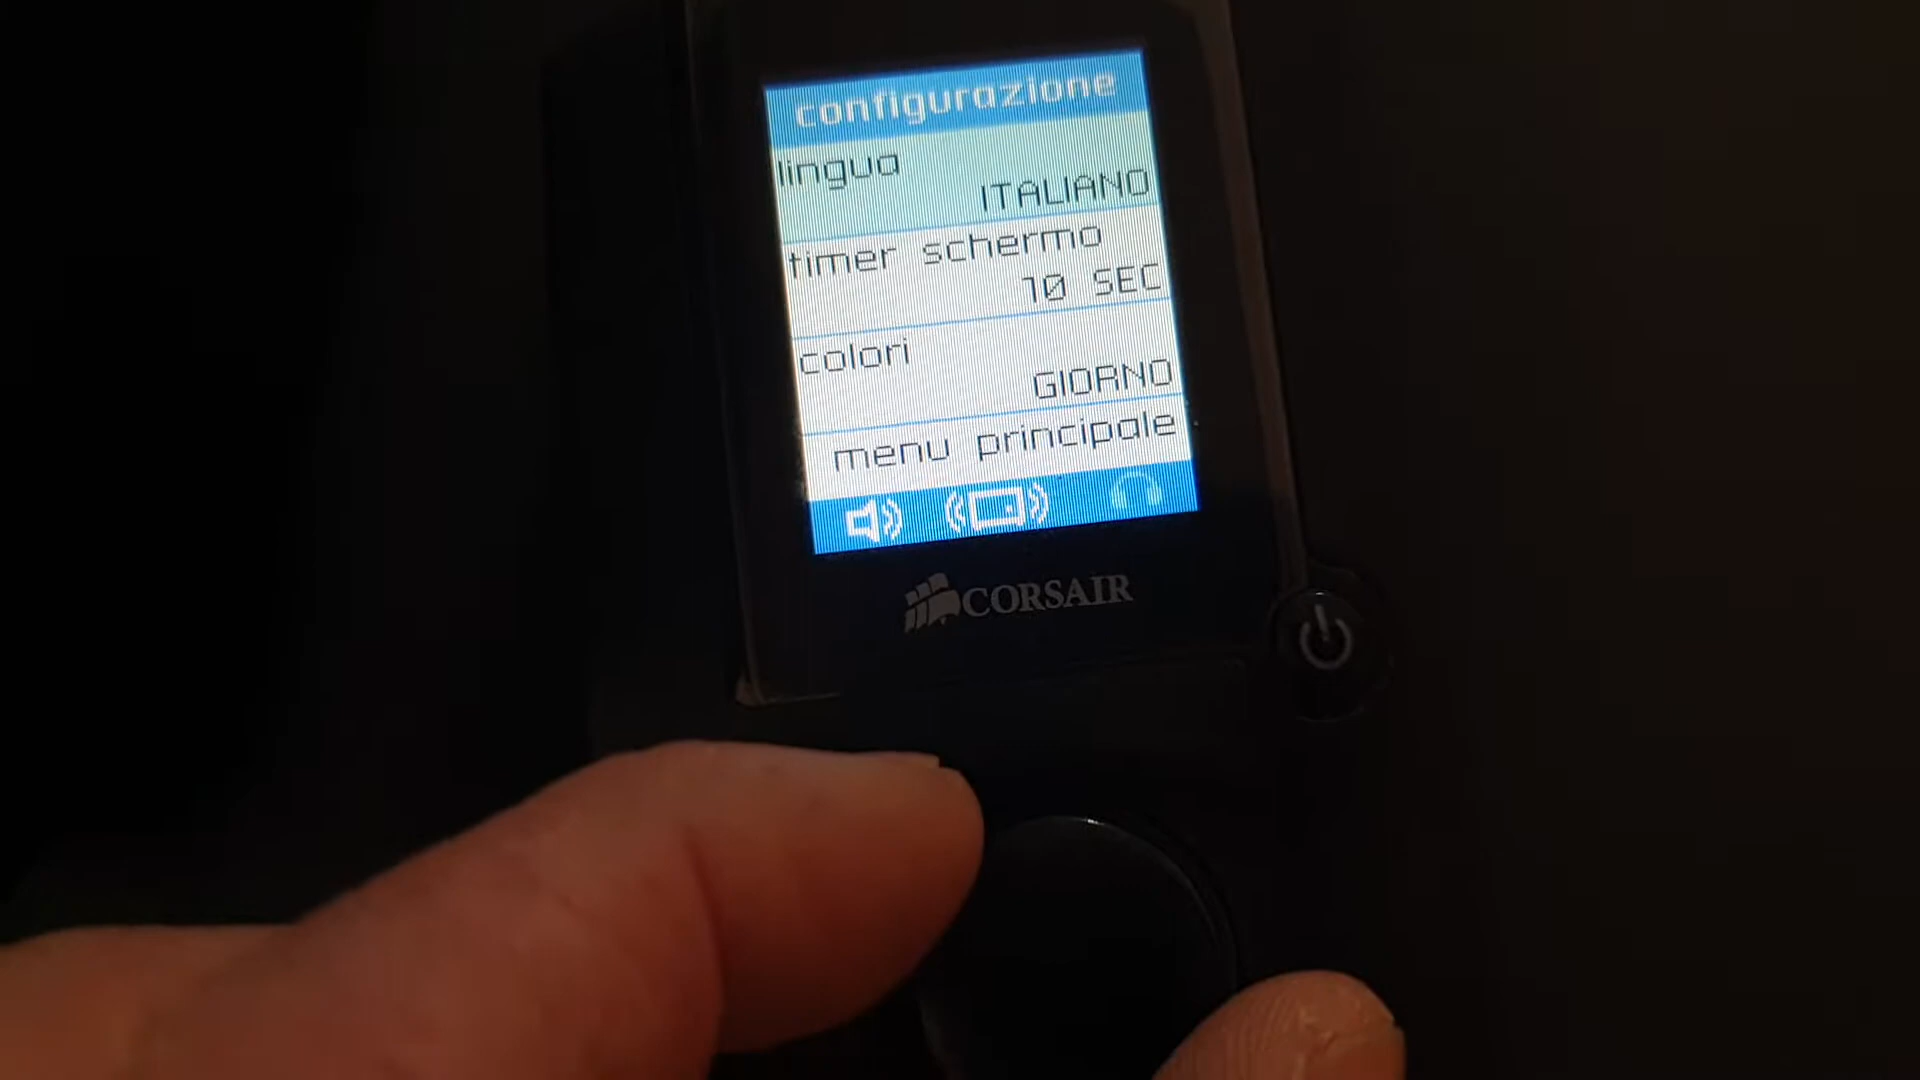 configurazione
lingua
ITALIANO
timer schermo
10 SEC
colori
GIORNO
menu principale
CORSAIR